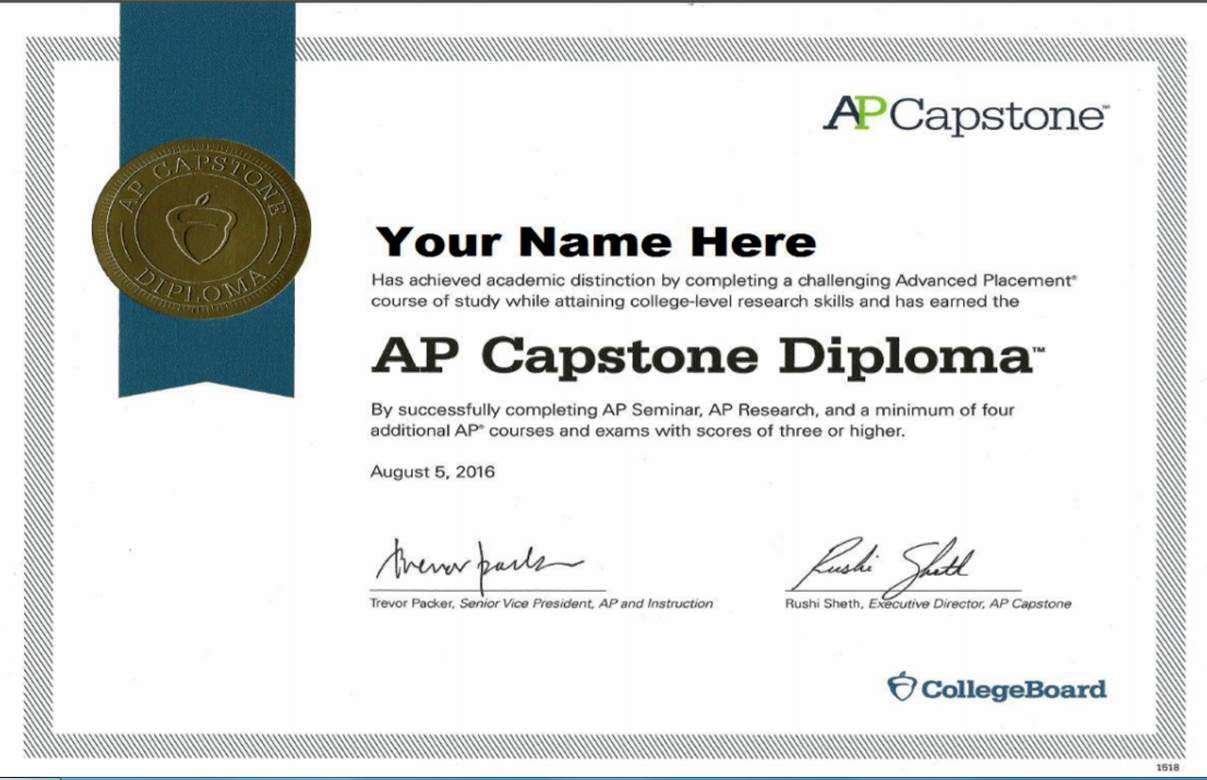 AP Capstone™
AP CAPSTONE
DIPLOMA
Your Name Here
Has achieved academic distinction by completing a challenging Advanced Placement®
course of study while attaining college-level research skills and has earned the
AP Capstone Diploma™
By successfully completing AP Seminar, AP Research, and a minimum of four
additional AP® courses and exams with scores of three or higher.
August 5, 2016
Trevor Packer
Rushi Sheth
Trevor Packer, Senior Vice President, AP and Instruction
Rushi Sheth, Executive Director, AP Capstone
CollegeBoard
1518